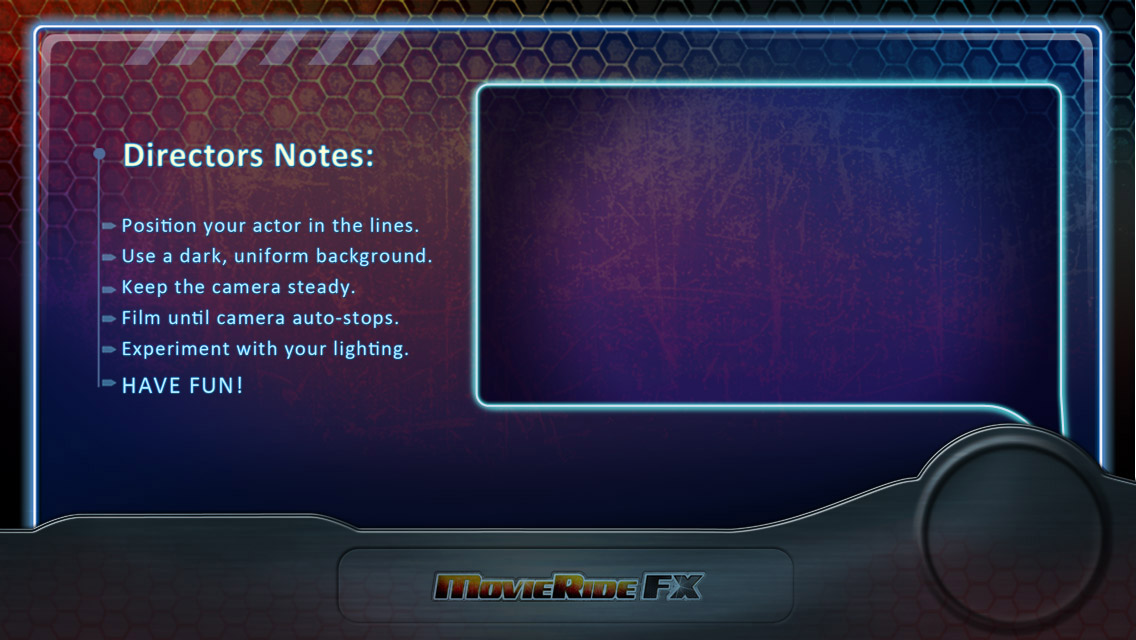 Directors Notes:
Position your actor in the lines.
Use a dark, uniform background.
Keep the camera steady.
Film until camera auto-stops.
Experiment with your lighting.
HAVE FUN!
MOVIERIDE FX